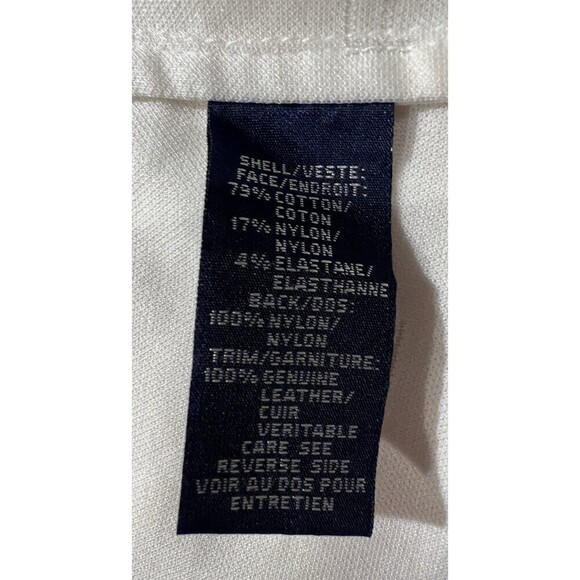 SHELL/VESTE:
FACE/ENDROIT:
79% COTTON/
COTON
17% NYLON/
NYLON
4% ELASTANE/
ELASTHANNE
BACK/DOS:
100% NYLON/
NYLON
TRIM/GARNITURE:
100% GENUINE
LEATHER/
CUIR
VERITABLE
CARE SEE
REVERSE SIDE
VOIR AU DOS POUR
ENTRETIEN